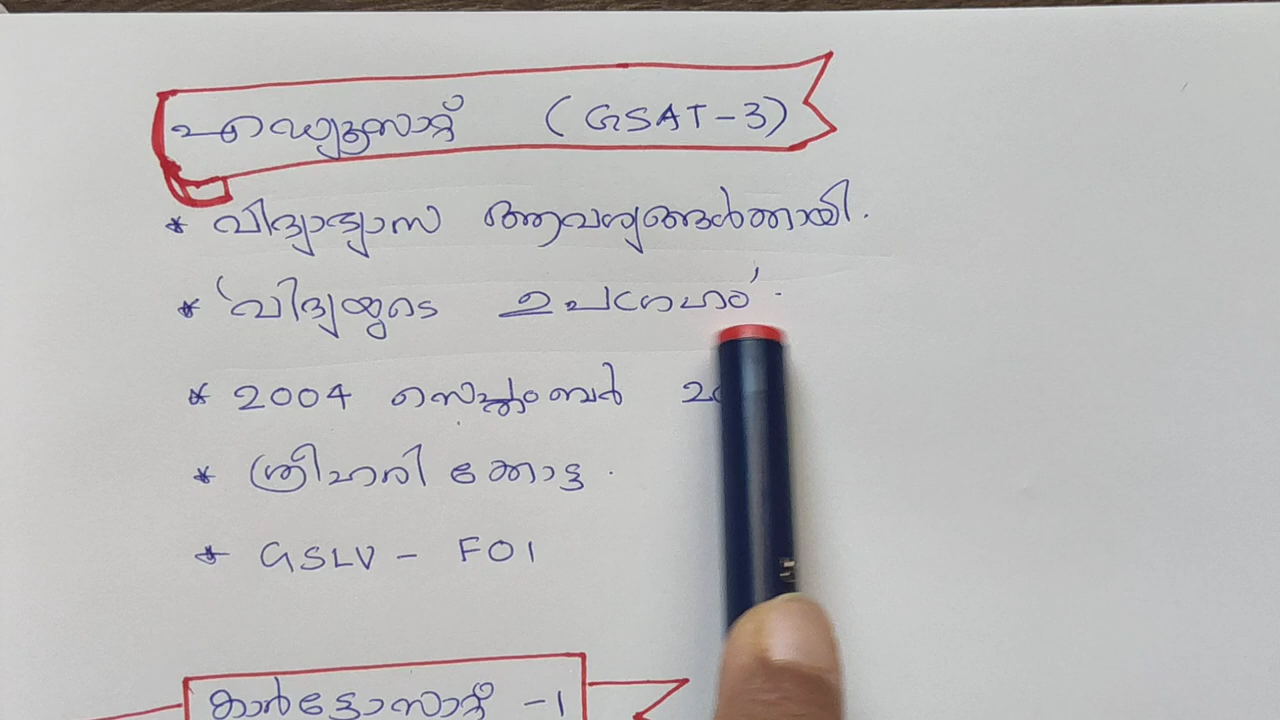 എഡ്യുസാറ്റ് (GSAT-3)
* വിദ്യാഭ്യാസ ആവശ്യങ്ങൾക്കായി.
* 'വിദ്യയുടെ ഉപഗ്രഹം'.
* 2004 സെപ്തംബർ
* ശ്രീഹരി ക്കോട്ട.
* GSLV - F01
കാർട്ടോസാറ്റ് -1